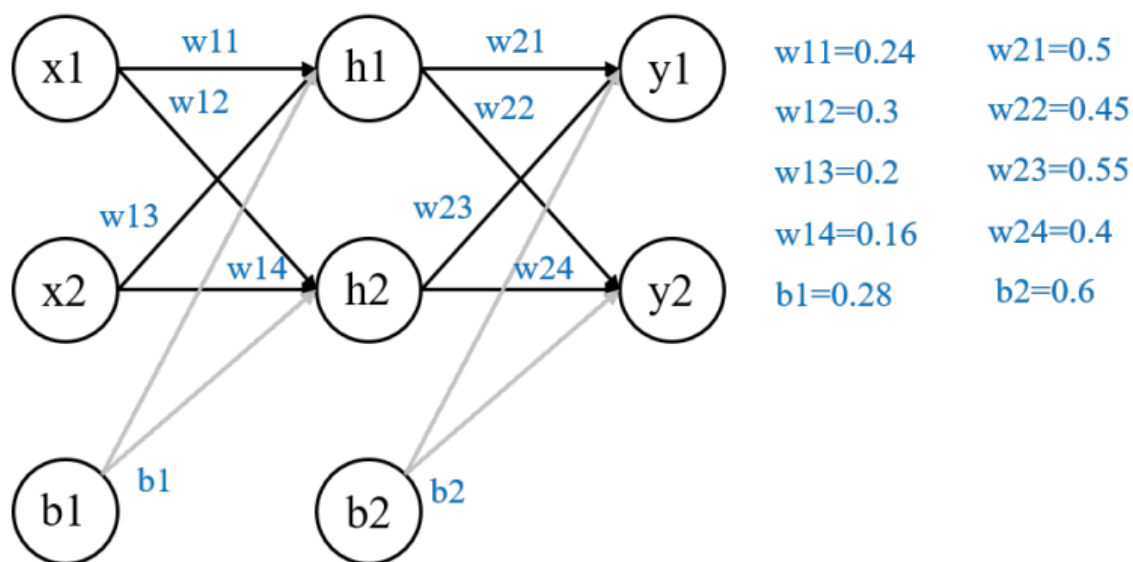 w11 w21
x1 h1 y1 w11=0.24 w21=0.5
w12 w22 w12=0.3 w22=0.45
w13=0.2 w23=0.55
w13 w23
w14=0.16 w24=0.4
w14 w24
x2 h2 y2 b1=0.28 b2=0.6
b1 b2
b1 b2